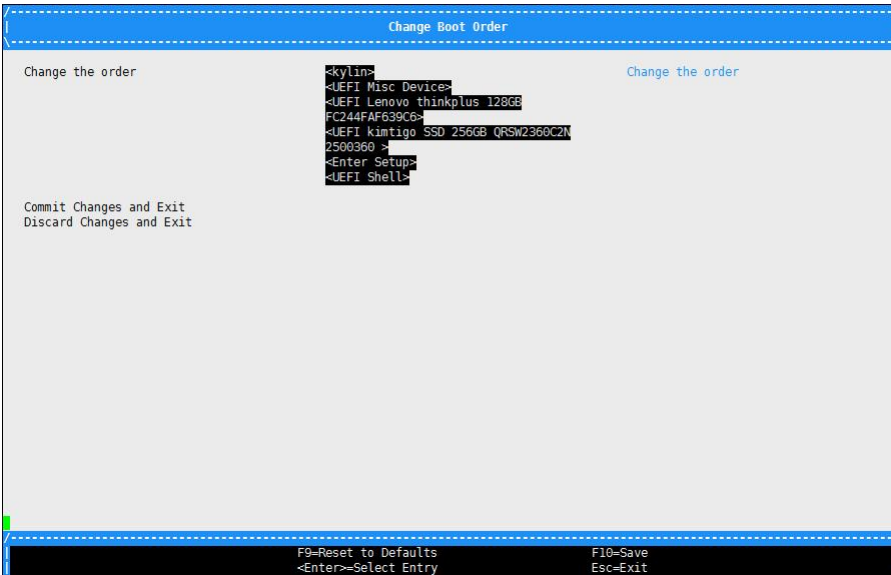 Change Boot Order
Change the order <kylin> Change the order
<UEFI Misc Device>
<UEFI Lenovo thinkplus 128GB
FC244FAF639C6>
<UEFI kimtigo SSD 256GB QRSW2360C2N
2500360 >
<Enter Setup>
<UEFI Shell>
Commit Changes and Exit
Discard Changes and Exit
F9=Reset to Defaults F10=Save
<Enter>=Select Entry Esc=Exit